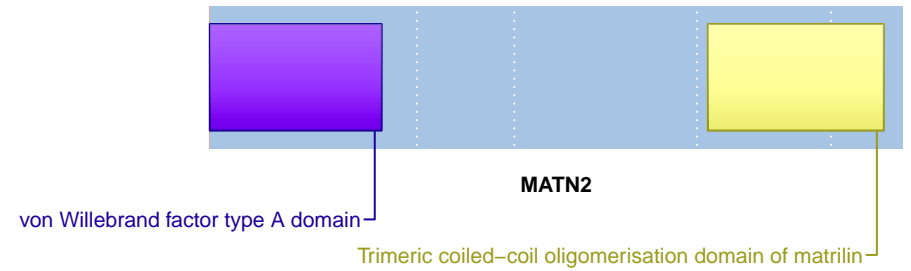 MATN2
von Willebrand factor type A domain
Trimeric coiled−coil oligomerisation domain of matrilin